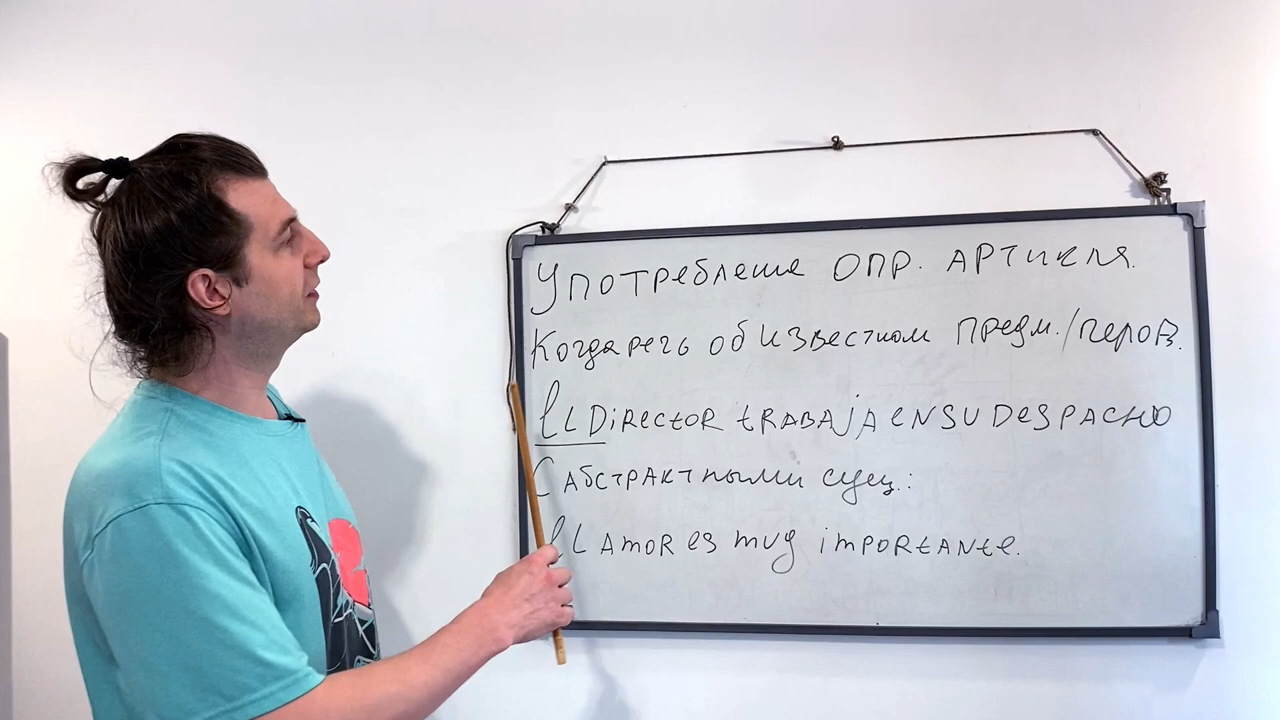 Употребление опр. артикля.
Когда речь об известном предм./черов.
El Director trabaja en su despacho
С абстрактными сущ.:
El Amor es muy importante.